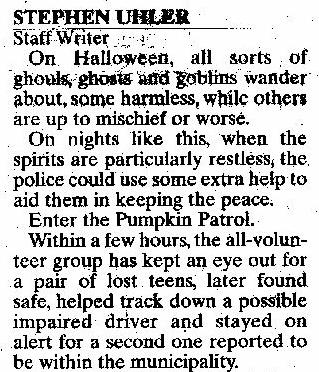 STEPHEN UHLER
Staff Writer
On Halloween, all sorts of
ghouls, ghosts and goblins wander
about, some harmless, while others
are up to mischief or worse.
On nights like this, when the
spirits are particularly restless, the
police could use some extra help to
aid them in keeping the peace.
Enter the Pumpkin Patrol.
Within a few hours, the all-volun-
teer group has kept an eye out for
a pair of lost teens, later found
safe, helped track down a possible
impaired driver and stayed on
alert for a second one reported to
be within the municipality.